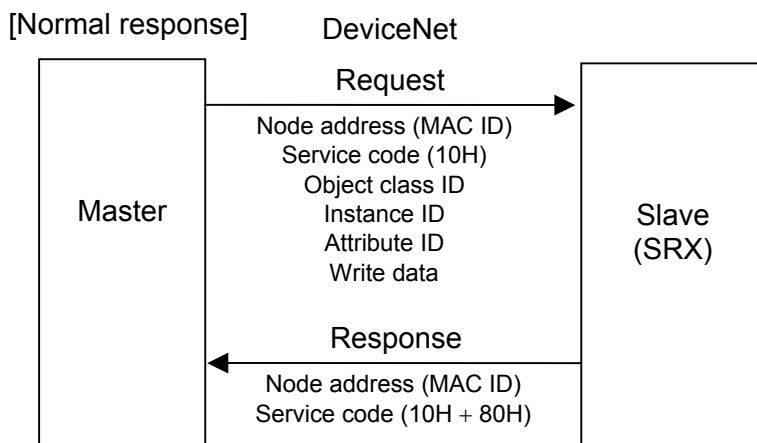 [Normal response]
DeviceNet
Request
Node address (MAC ID)
Service code (10H)
Object class ID
Instance ID
Attribute ID
Write data
Master
Slave
(SRX)
Response
Node address (MAC ID)
Service code (10H + 80H)